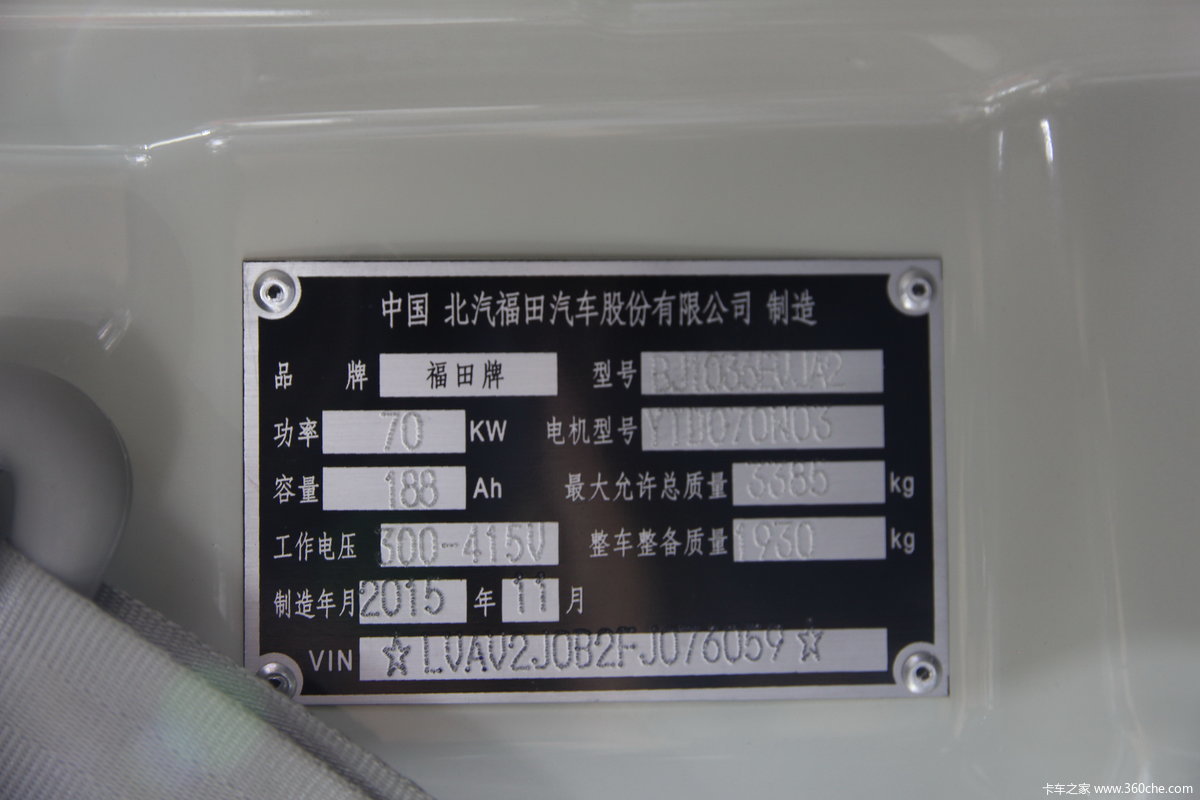 中国 北汽福田汽车股份有限公司 制造
品 牌 福田牌 型号
功率 70 KW 电机型号 YTD070N03
容量 188 Ah 最大允许总质量 3385 kg
工作电压 300-415V 整车整备质量 1930 kg
制造年月 2015 年 11 月
VIN ☆LVAV2J0B2FJ076059☆
卡车之家 www.360che.com